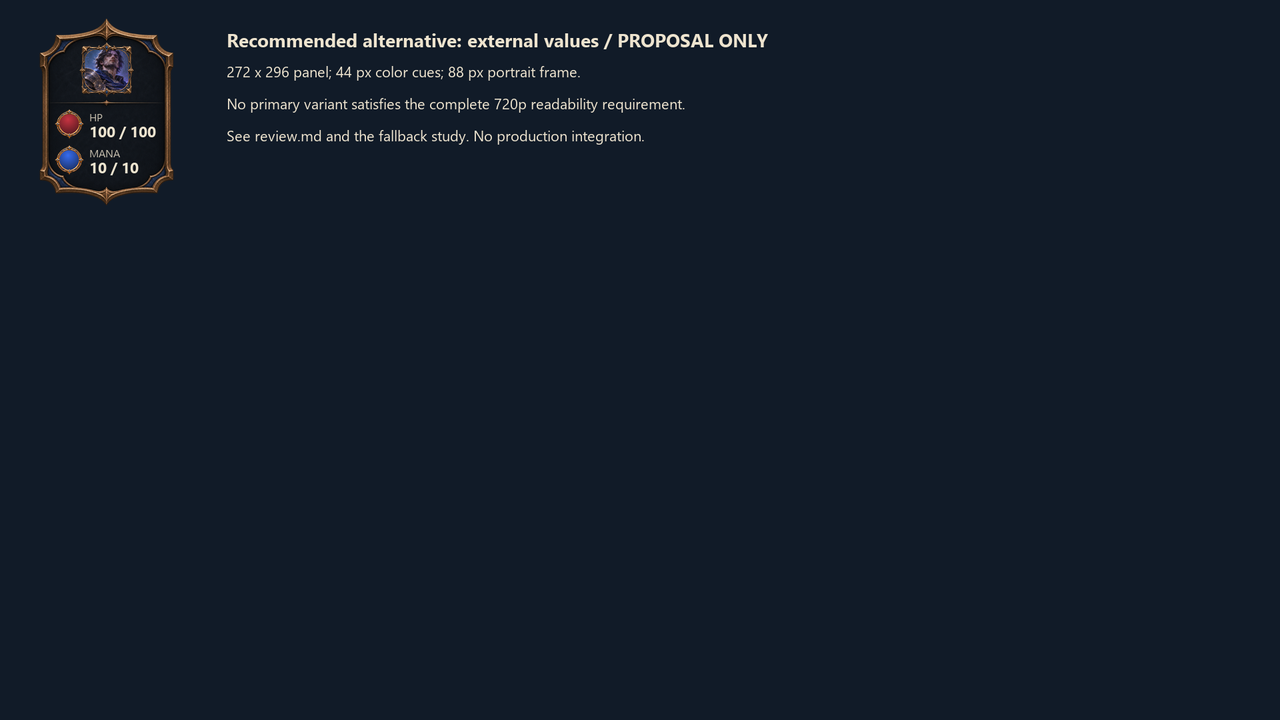 Recommended alternative: external values / PROPOSAL ONLY
272 x 296 panel; 44 px color cues; 88 px portrait frame.
No primary variant satisfies the complete 720p readability requirement.
See review.md and the fallback study. No production integration.
HP
100 / 100
MANA
10 / 10